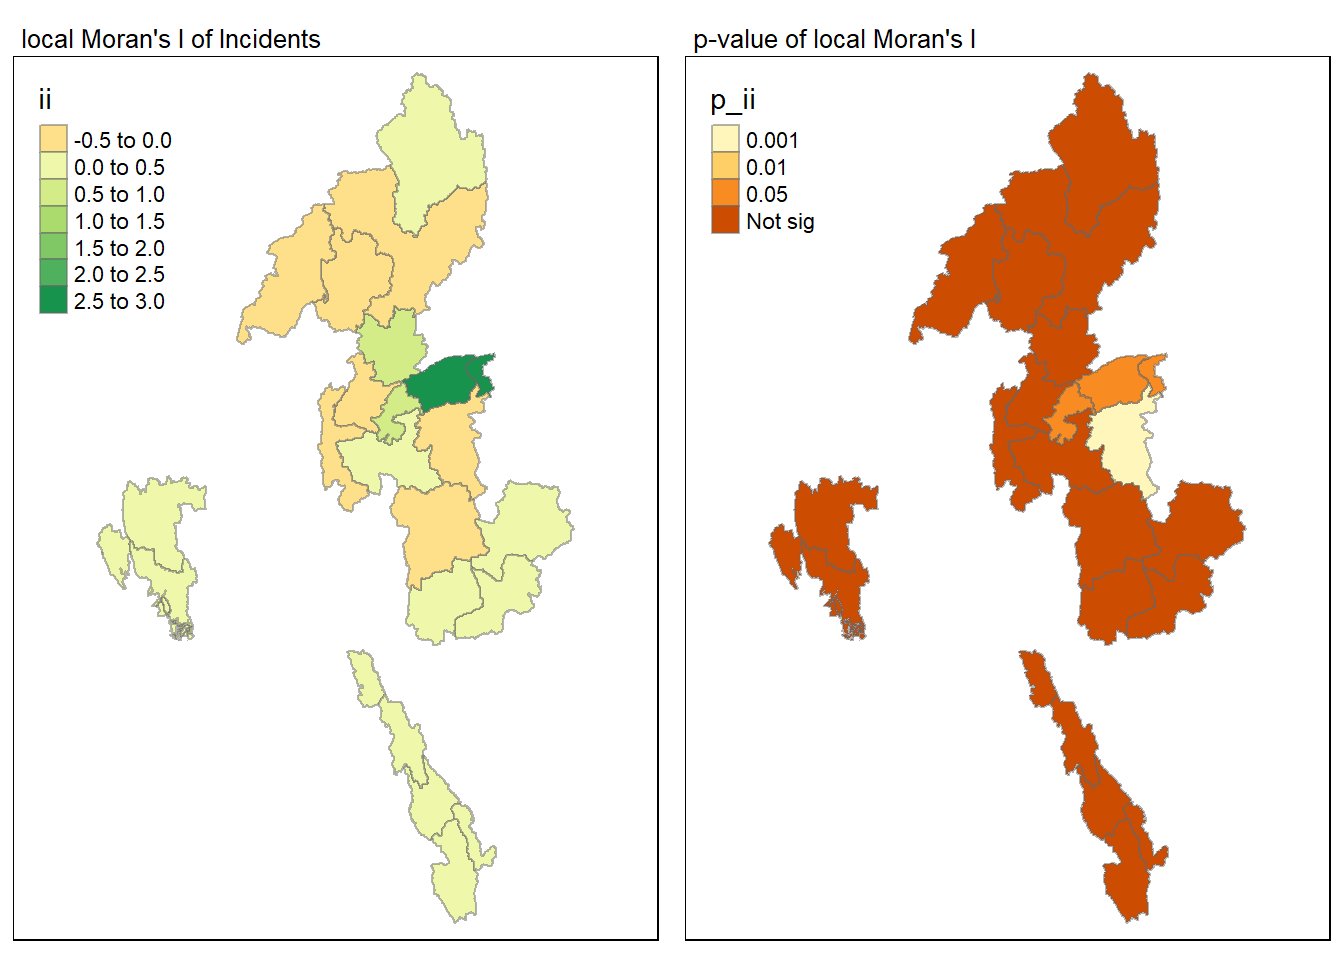 local Moran's I of Incidents
ii
-0.5 to 0.0
0.0 to 0.5
0.5 to 1.0
1.0 to 1.5
1.5 to 2.0
2.0 to 2.5
2.5 to 3.0
p-value of local Moran's I
p_ii
0.001
0.01
0.05
Not sig